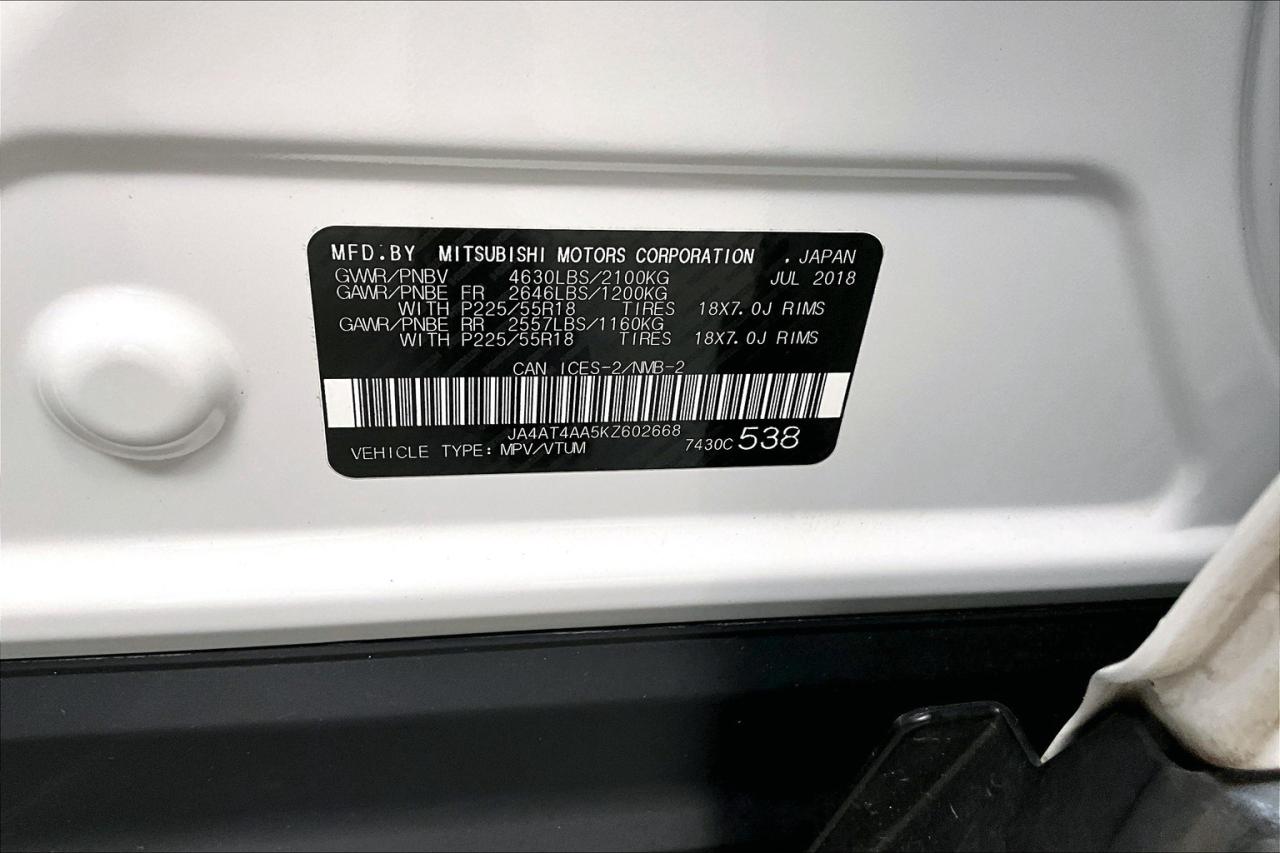 MFD.BY MITSUBISHI MOTORS CORPORATION . JAPAN
GVWR/PNBV 4630LBS/2100KG JUL 2018
GAWR/PNBE FR 2646LBS/1200KG
WITH P225/55R18 TIRES 18X7.0J RIMS
GAWR/PNBE RR 2557LBS/1160KG
WITH P225/55R18 TIRES 18X7.0J RIMS
CAN ICES-2/NMB-2
JA4AT4AA5KZ602668
VEHICLE TYPE: MPV/VTUM 7430C 538